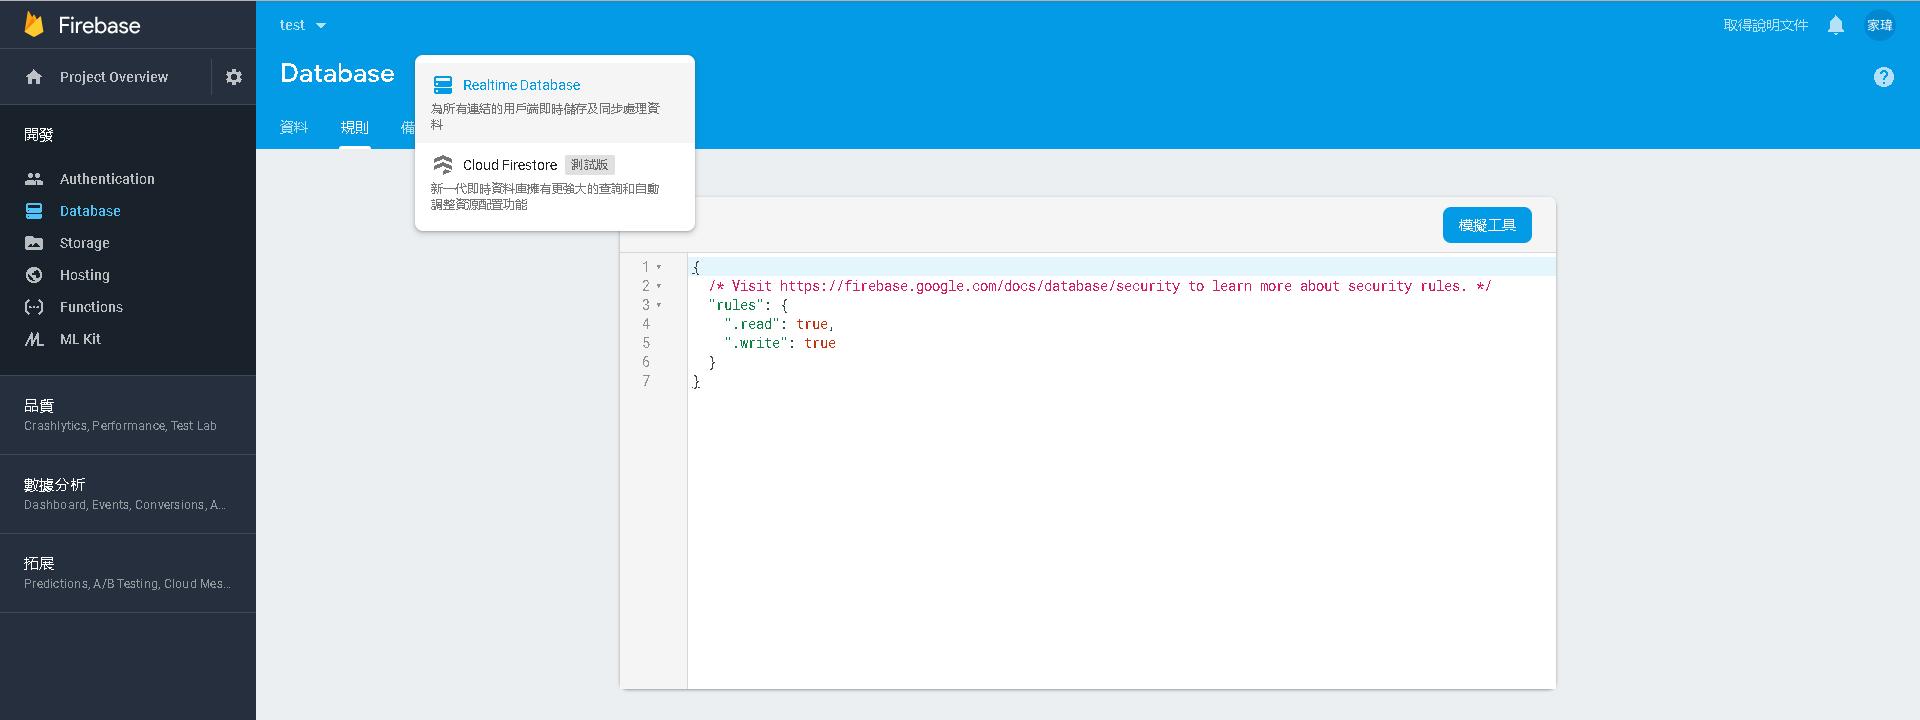 Firebase
Project Overview
開發
Authentication
Database
Storage
Hosting
Functions
ML Kit
品質
Crashlytics, Performance, Test Lab
數據分析
Dashboard, Events, Conversions, A...
拓展
Predictions, A/B Testing, Cloud Mes...
test
取得說明文件
家瑋
Database
資料
規則
備
Realtime Database
為所有連結的用戶端即時儲存及同步處理資
料
Cloud Firestore 測試版
新一代即時資料庫擁有更強大的查詢和自動
調整資源配置功能
模擬工具
1 {
2 /* Visit https://firebase.google.com/docs/database/security to learn more about security rules. */
3 "rules": {
4 ".read": true,
5 ".write": true
6 }
7 }